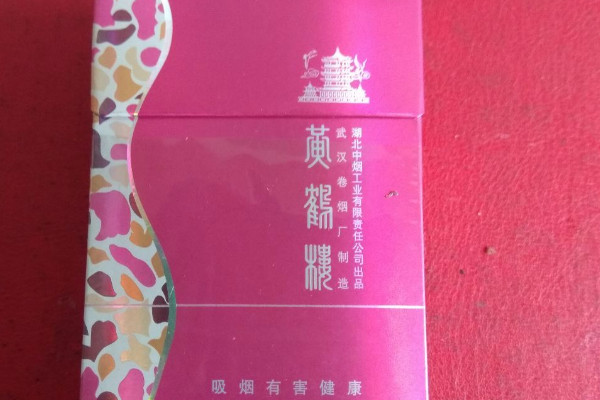 湖北中烟工业有限责任公司出品
武汉卷烟厂制造
黄鹤楼
吸烟有害健康